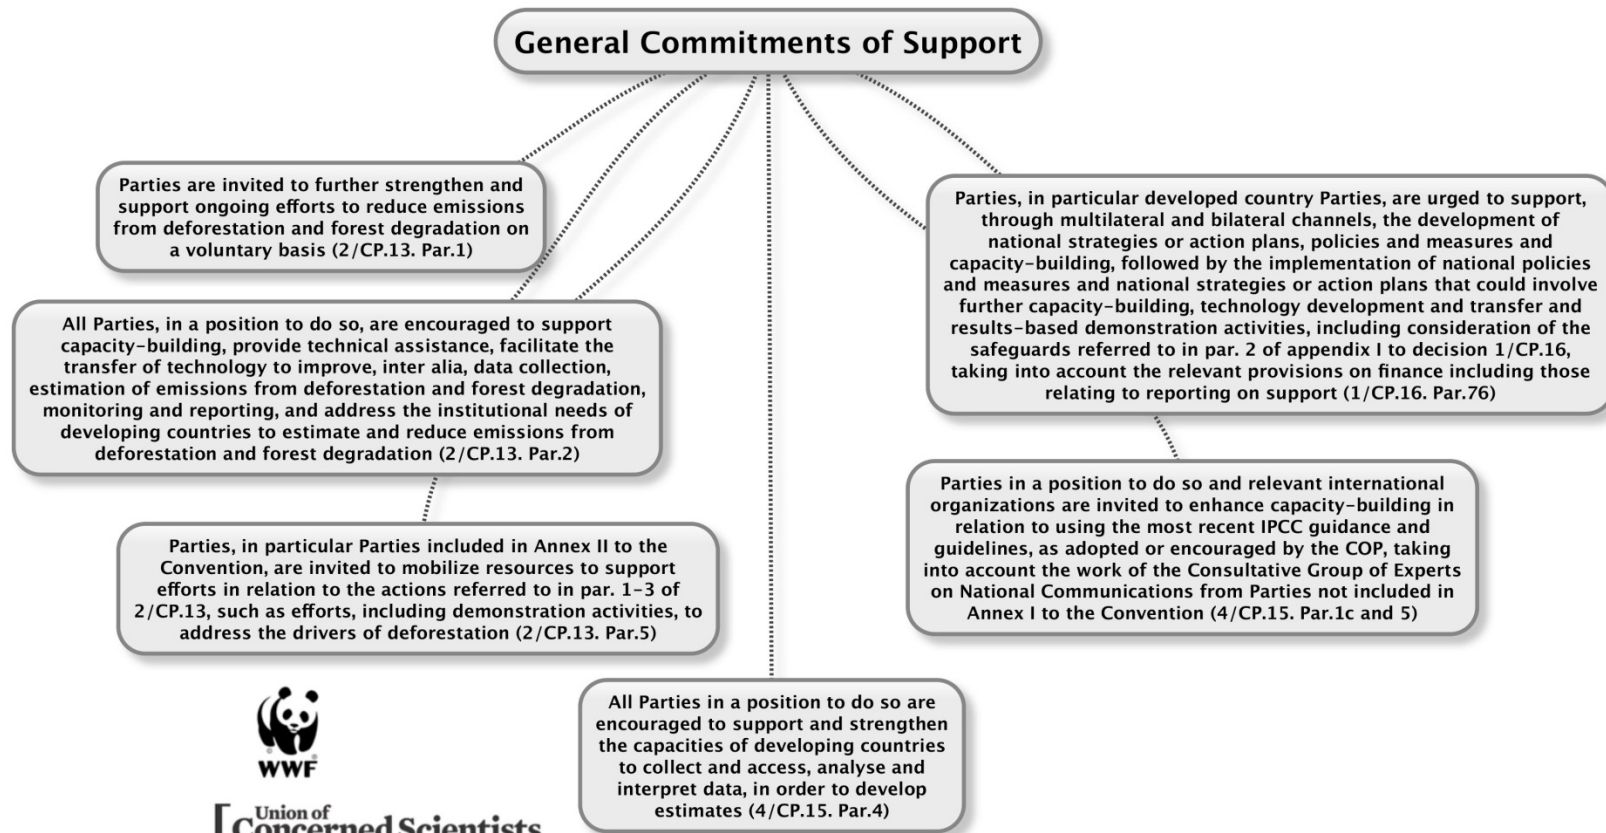 General Commitments of Support
Parties are invited to further strengthen and
support ongoing efforts to reduce emissions
from deforestation and forest degradation on
a voluntary basis (2/CP.13. Par.1)
All Parties, in a position to do so, are encouraged to support
capacity-building, provide technical assistance, facilitate the
transfer of technology to improve, inter alia, data collection,
estimation of emissions from deforestation and forest degradation,
monitoring and reporting, and address the institutional needs of
developing countries to estimate and reduce emissions from
deforestation and forest degradation (2/CP.13. Par.2)
Parties, in particular Parties included in Annex II to the
Convention, are invited to mobilize resources to support
efforts in relation to the actions referred to in par. 1-3 of
2/CP.13, such as efforts, including demonstration activities, to
address the drivers of deforestation (2/CP.13. Par.5)
All Parties in a position to do so are
encouraged to support and strengthen
the capacities of developing countries
to collect and access, analyse and
interpret data, in order to develop
estimates (4/CP.15. Par.4)
Parties, in particular developed country Parties, are urged to support,
through multilateral and bilateral channels, the development of
national strategies or action plans, policies and measures and
capacity-building, followed by the implementation of national policies
and measures and national strategies or action plans that could involve
further capacity-building, technology development and transfer and
results-based demonstration activities, including consideration of the
safeguards referred to in par. 2 of appendix I to decision 1/CP.16,
taking into account the relevant provisions on finance including those
relating to reporting on support (1/CP.16. Par.76)
Parties in a position to do so and relevant international
organizations are invited to enhance capacity-building in
relation to using the most recent IPCC guidance and
guidelines, as adopted or encouraged by the COP, taking
into account the work of the Consultative Group of Experts
on National Communications from Parties not included in
Annex I to the Convention (4/CP.15. Par.1c and 5)
WWF
Union of
Concerned Scientists